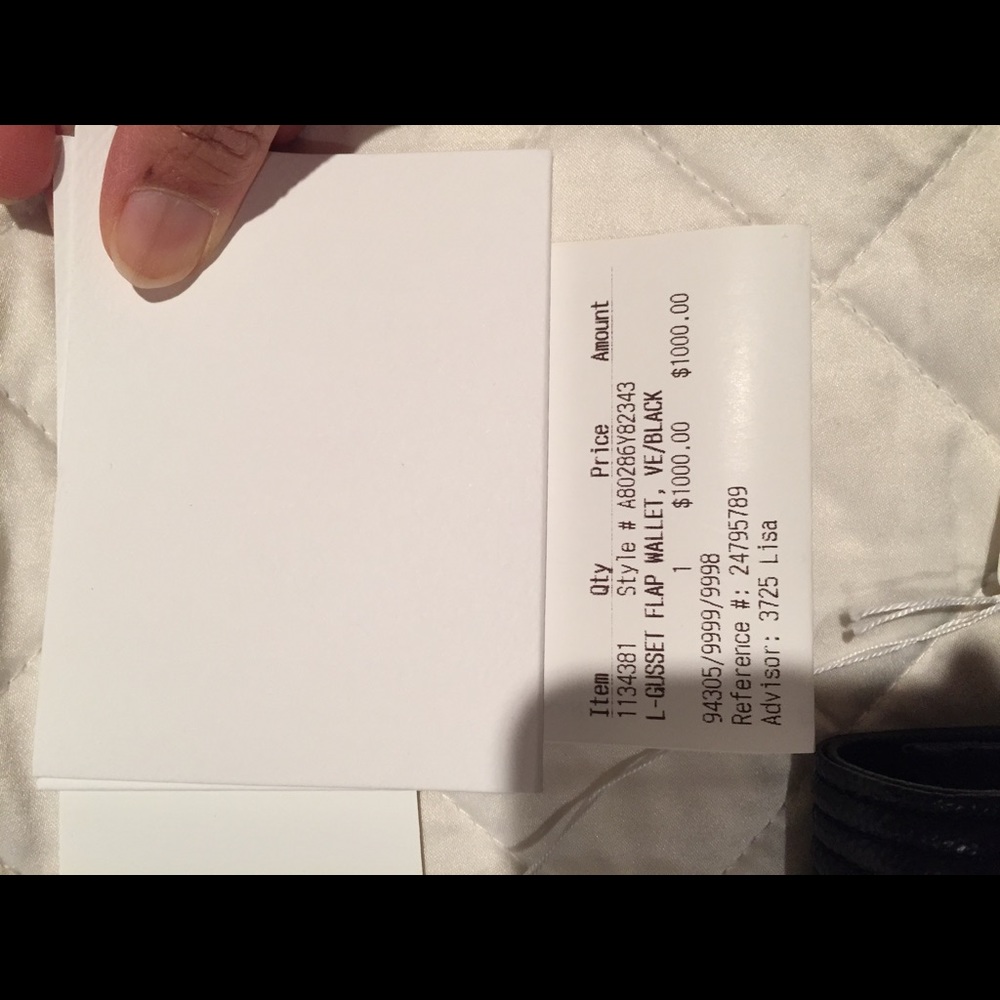 Item Qty Price Amount
1134381 Style # A80286Y82343
L-GUSSET FLAP WALLET, VE/BLACK
1 $1000.00 $1000.00
94305/9999/9998
Reference #: 24795789
Advisor: 3725 Lisa